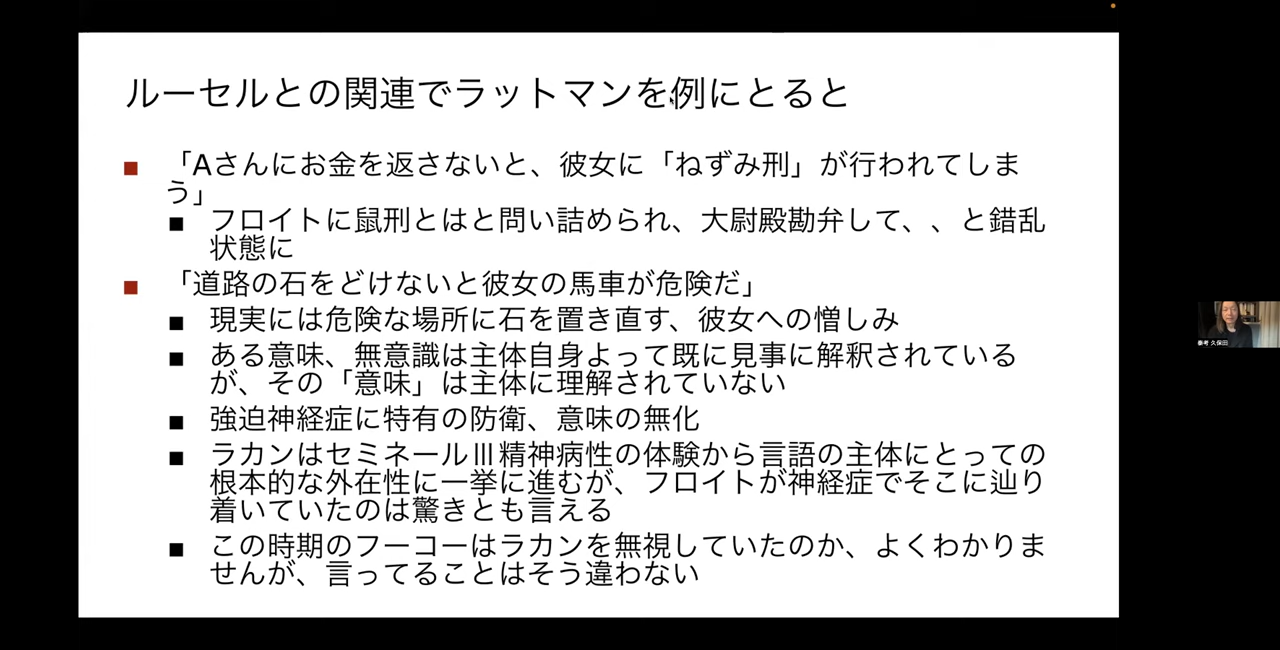 ルーセルとの関連でラットマンを例にとると
「Aさんにお金を返さないと、彼女に「ねずみ刑」が行われてしま
う」
フロイトに鼠刑とはと問い詰められ、大尉殿勘弁して、、と錯乱
状態に
「道路の石をどけないと彼女の馬車が危険だ」
現実には危険な場所に石を置き直す、彼女への憎しみ
ある意味、無意識は主体自身よって既に見事に解釈されている
が、その「意味」は主体に理解されていない
強迫神経症に特有の防衛、意味の無化
ラカンはセミネールⅢ精神病性の体験から言語の主体にとっての
根本的な外在性に一挙に進むが、フロイトが神経症でそこに辿り
着いていたのは驚きとも言える
この時期のフーコーはラカンを無視していたのか、よくわかりま
せんが、言ってることはそう違わない